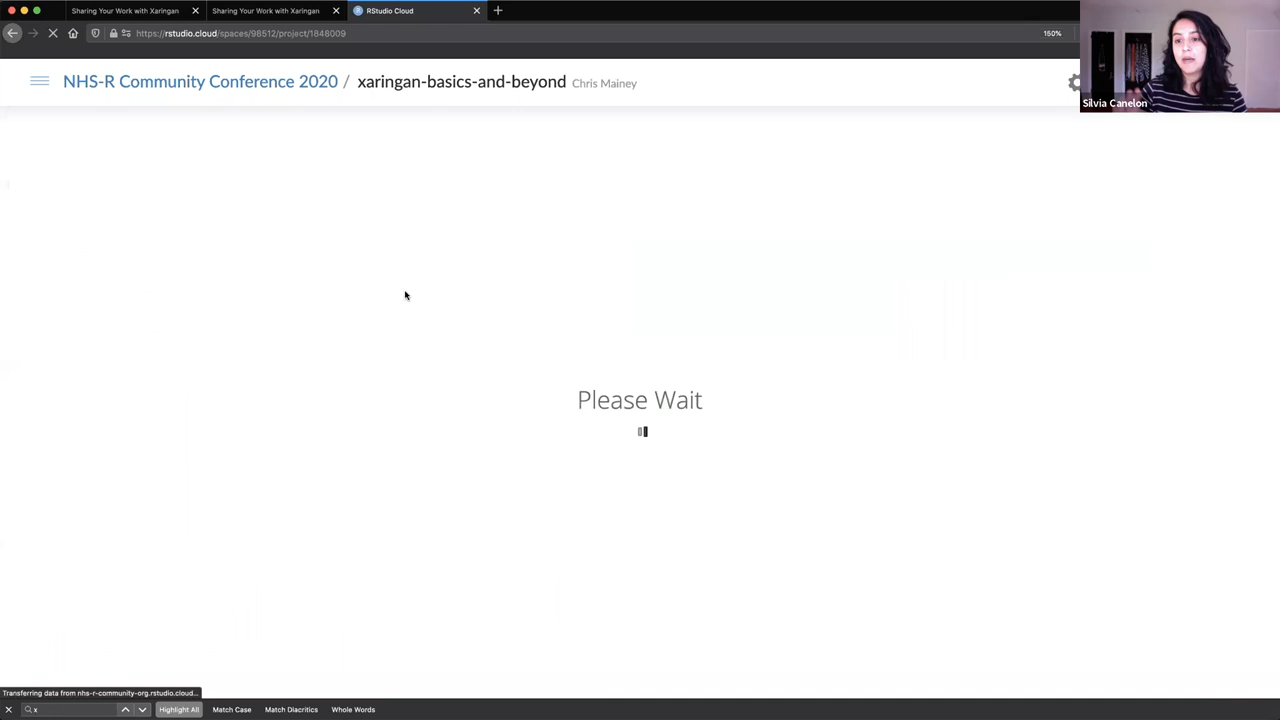 Sharing Your Work with Xaringan
Sharing Your Work with Xaringan
RStudio Cloud
https://rstudio.cloud/spaces/98512/project/1848009
150%
NHS-R Community Conference 2020 / xaringan-basics-and-beyond Chris Mainey
Silvia Canelon
Please Wait
Transferring data from nhs-r-community-org.rstudio.cloud...
x
Highlight All
Match Case
Match Diacritics
Whole Words